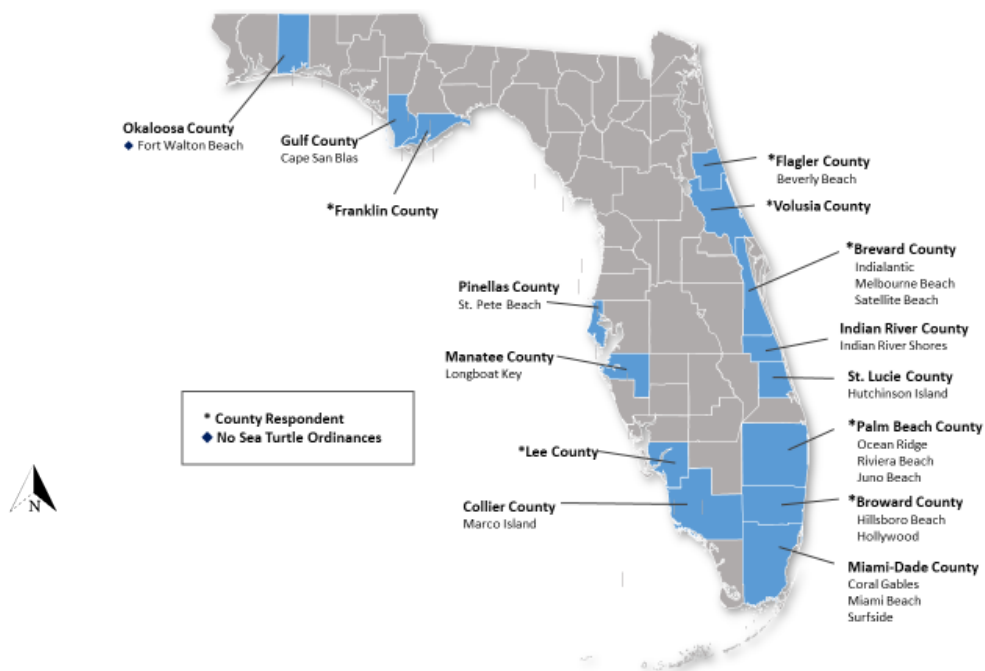 Okaloosa County
◆ Fort Walton Beach
Gulf County
Cape San Blas
*Franklin County
Pinellas County
St. Pete Beach
Manatee County
Longboat Key
* County Respondent
◆ No Sea Turtle Ordinances
*Lee County
Collier County
Marco Island
N
*Flagler County
Beverly Beach
*Volusia County
*Brevard County
Indialantic
Melbourne Beach
Satellite Beach
Indian River County
Indian River Shores
St. Lucie County
Hutchinson Island
*Palm Beach County
Ocean Ridge
Riviera Beach
Juno Beach
*Broward County
Hillsboro Beach
Hollywood
Miami-Dade County
Coral Gables
Miami Beach
Surfside